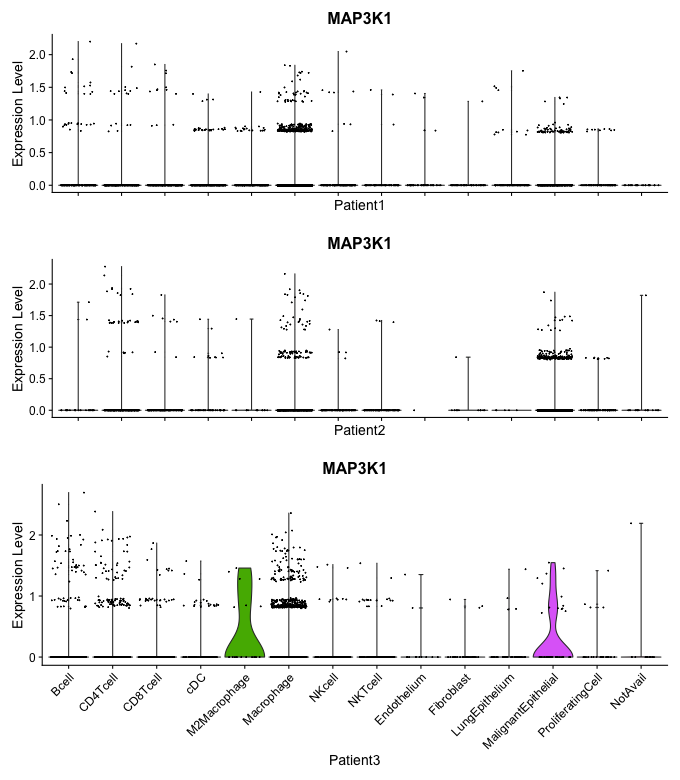 MAP3K1
Expression Level
2.0
1.5
1.0
0.5
0.0
Patient1
MAP3K1
Expression Level
2.0
1.5
1.0
0.5
0.0
Patient2
MAP3K1
Expression Level
2
1
0
Bcell
CD4Tcell
CD8Tcell
cDC
M2Macrophage
Macrophage
NKcell
NKTcell
Endothelium
Fibroblast
LungEpithelium
MalignantEpithelial
ProliferatingCell
NotAvail
Patient3